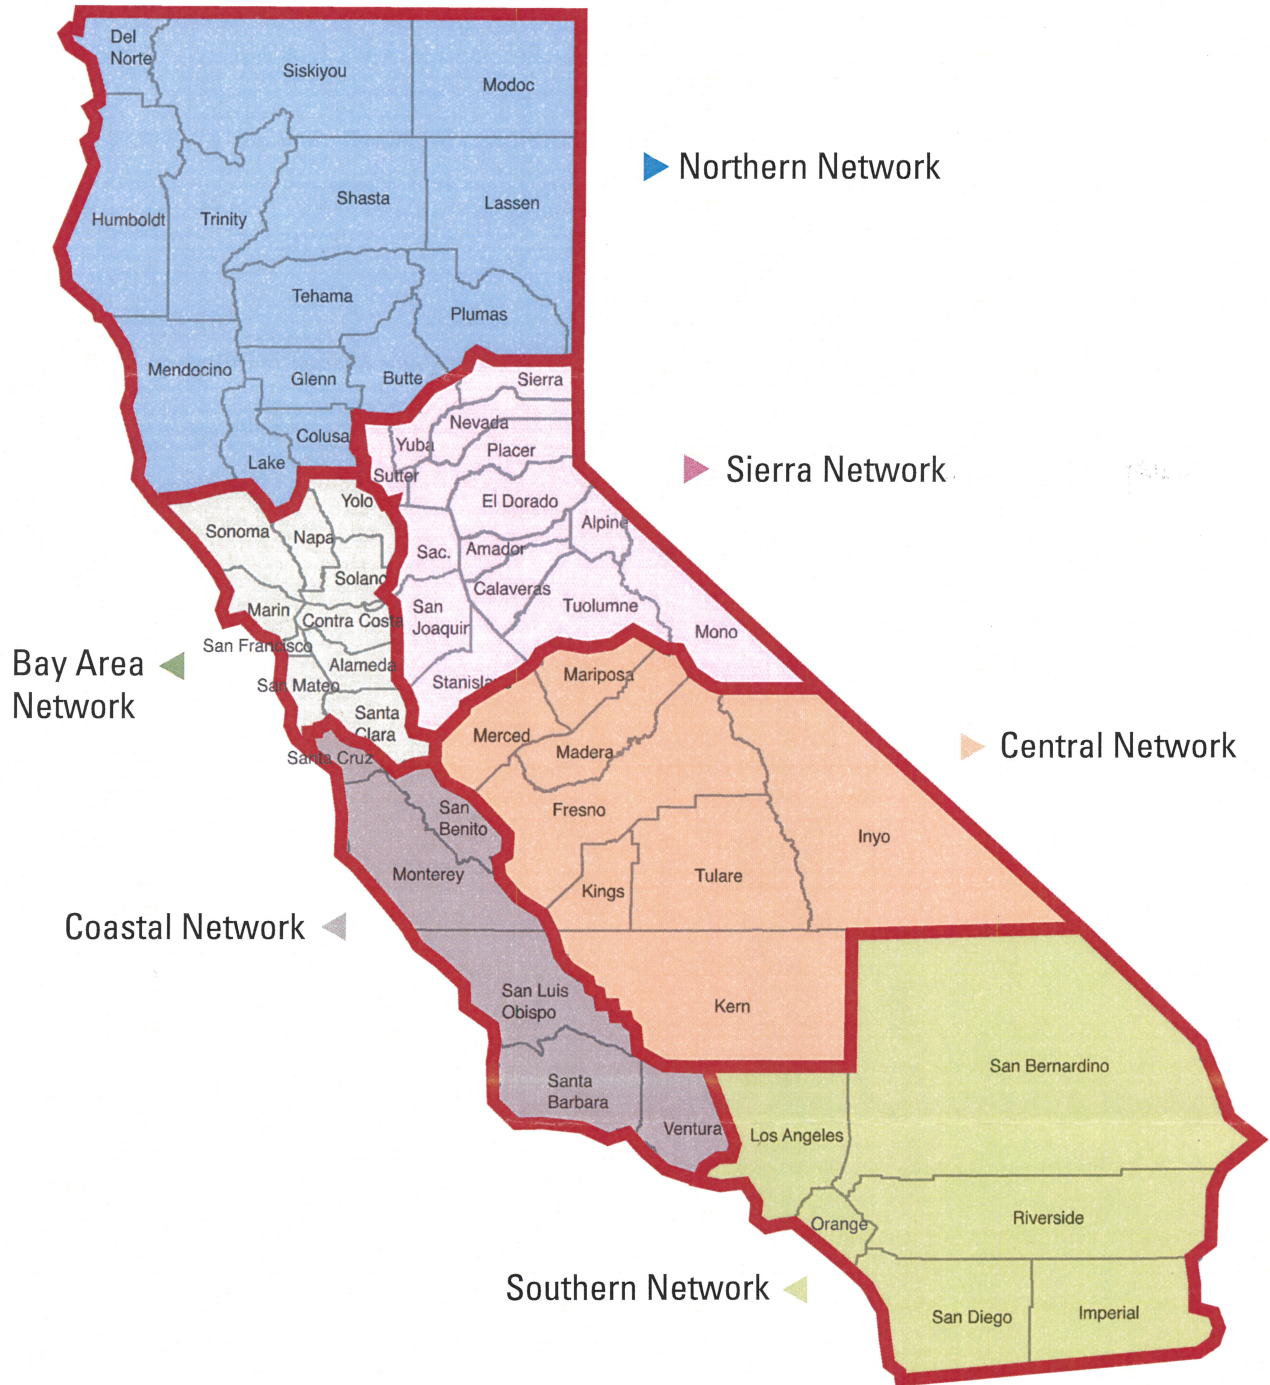 Del
Norte
Siskiyou
Modoc
Northern Network
Humboldt
Trinity
Shasta
Lassen
Tehama
Plumas
Mendocino
Glenn
Butte
Sierra
Nevada
Colusa
Yuba
Placer
Lake
Sutter
Sierra Network
Yolo
El Dorado
Sonoma
Napa
Alpine
Sac.
Amador
Solano
Calaveras
Marin
Contra Costa
San
Joaquin
Tuolumne
Mono
San Francisco
Bay Area
Network
Alameda
San Mateo
Stanislaus
Mariposa
Santa
Clara
Merced
Madera
Central Network
Santa Cruz
San
Benito
Fresno
Inyo
Monterey
Kings
Tulare
Coastal Network
San Luis
Obispo
Kern
San Bernardino
Santa
Barbara
Ventura
Los Angeles
Orange
Riverside
Southern Network
San Diego
Imperial